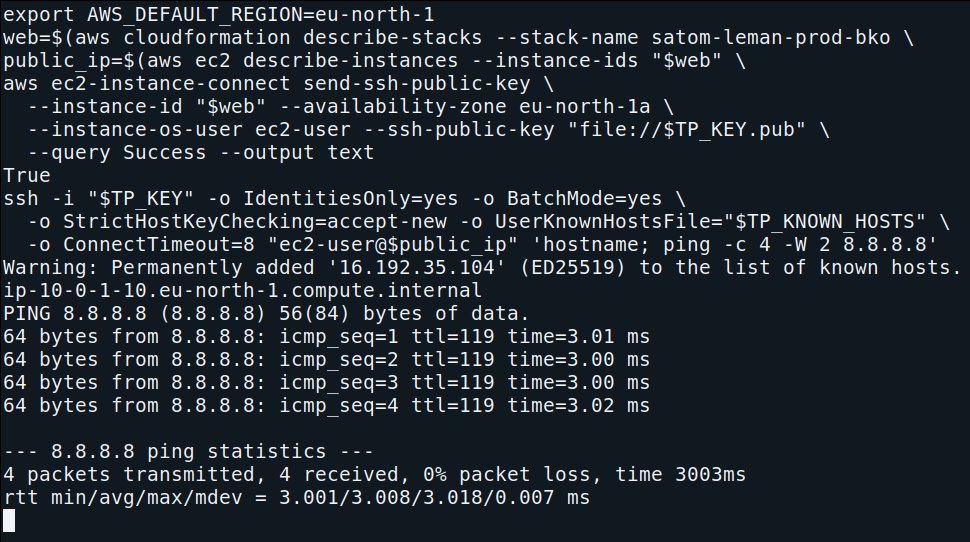 export AWS_DEFAULT_REGION=eu-north-1
web=$(aws cloudformation describe-stacks --stack-name satom-leman-prod-bko \
public_ip=$(aws ec2 describe-instances --instance-ids "$web" \
aws ec2-instance-connect send-ssh-public-key \
  --instance-id "$web" --availability-zone eu-north-1a \
  --instance-os-user ec2-user --ssh-public-key "file://$TP_KEY.pub" \
  --query Success --output text
True
ssh -i "$TP_KEY" -o IdentitiesOnly=yes -o BatchMode=yes \
  -o StrictHostKeyChecking=accept-new -o UserKnownHostsFile="$TP_KNOWN_HOSTS" \
  -o ConnectTimeout=8 "ec2-user@$public_ip" 'hostname; ping -c 4 -W 2 8.8.8.8'
Warning: Permanently added '16.192.35.104' (ED25519) to the list of known hosts.
ip-10-0-1-10.eu-north-1.compute.internal
PING 8.8.8.8 (8.8.8.8) 56(84) bytes of data.
64 bytes from 8.8.8.8: icmp_seq=1 ttl=119 time=3.01 ms
64 bytes from 8.8.8.8: icmp_seq=2 ttl=119 time=3.00 ms
64 bytes from 8.8.8.8: icmp_seq=3 ttl=119 time=3.00 ms
64 bytes from 8.8.8.8: icmp_seq=4 ttl=119 time=3.02 ms

--- 8.8.8.8 ping statistics ---
4 packets transmitted, 4 received, 0% packet loss, time 3003ms
rtt min/avg/max/mdev = 3.001/3.008/3.018/0.007 ms